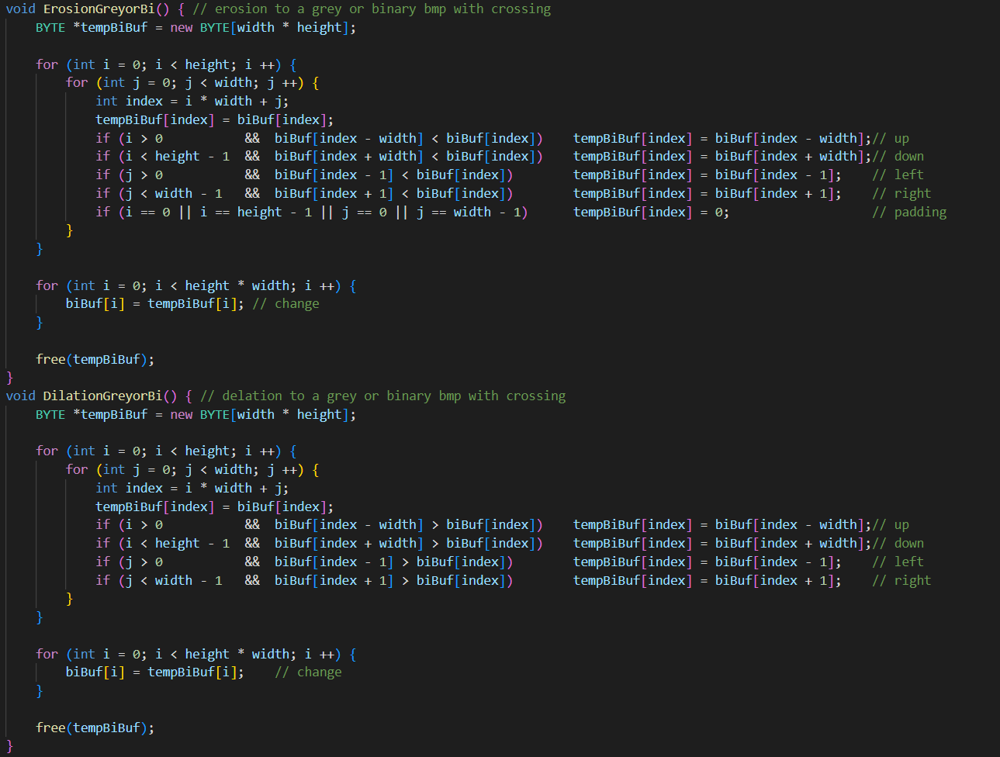 void ErosionGreyorBi() { // erosion to a grey or binary bmp with crossing
    BYTE *tempBiBuf = new BYTE[width * height];

    for (int i = 0; i < height; i ++) {
        for (int j = 0; j < width; j ++) {
            int index = i * width + j;
            tempBiBuf[index] = biBuf[index];
            if (i > 0           &&  biBuf[index - width] < biBuf[index])    tempBiBuf[index] = biBuf[index - width];// up
            if (i < height - 1  &&  biBuf[index + width] < biBuf[index])    tempBiBuf[index] = biBuf[index + width];// down
            if (j > 0           &&  biBuf[index - 1] < biBuf[index])        tempBiBuf[index] = biBuf[index - 1];    // left
            if (j < width - 1   &&  biBuf[index + 1] < biBuf[index])        tempBiBuf[index] = biBuf[index + 1];    // right
            if (i == 0 || i == height - 1 || j == 0 || j == width - 1)      tempBiBuf[index] = 0;                   // padding
        }
    }

    for (int i = 0; i < height * width; i ++) {
        biBuf[i] = tempBiBuf[i]; // change
    }

    free(tempBiBuf);
}
void DilationGreyorBi() { // delation to a grey or binary bmp with crossing
    BYTE *tempBiBuf = new BYTE[width * height];

    for (int i = 0; i < height; i ++) {
        for (int j = 0; j < width; j ++) {
            int index = i * width + j;
            tempBiBuf[index] = biBuf[index];
            if (i > 0           &&  biBuf[index - width] > biBuf[index])    tempBiBuf[index] = biBuf[index - width];// up
            if (i < height - 1  &&  biBuf[index + width] > biBuf[index])    tempBiBuf[index] = biBuf[index + width];// down
            if (j > 0           &&  biBuf[index - 1] > biBuf[index])        tempBiBuf[index] = biBuf[index - 1];    // left
            if (j < width - 1   &&  biBuf[index + 1] > biBuf[index])        tempBiBuf[index] = biBuf[index + 1];    // right
        }
    }

    for (int i = 0; i < height * width; i ++) {
        biBuf[i] = tempBiBuf[i];    // change
    }

    free(tempBiBuf);
}